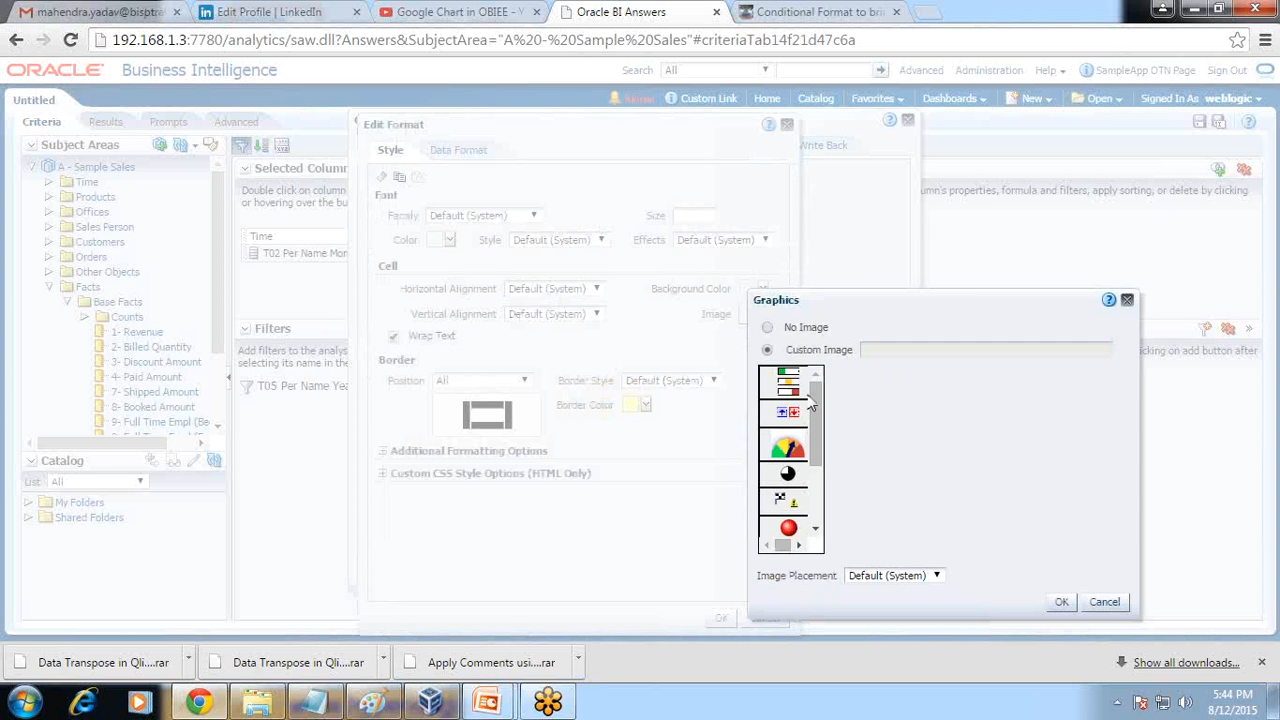 mahendra.yadav@bisptra
Edit Profile | LinkedIn
Google Chart in OBIEE - Y
Oracle BI Answers
Conditional Format to bri
192.168.1.3:7780/analytics/saw.dll?Answers&SubjectArea="A%20-%20Sample%20Sales"#criteriaTab14f21d47c6a
ORACLE Business Intelligence
Search All Advanced Administration Help SampleApp OTN Page Sign Out
Untitled
Custom Link Home Catalog Favorites Dashboards New Open Signed In As weblogic
Criteria Results Prompts Advanced
Subject Areas
A - Sample Sales
Time
Products
Offices
Sales Person
Customers
Orders
Other Objects
Facts
Base Facts
Counts
1- Revenue
2- Billed Quantity
3- Discount Amount
4- Paid Amount
7- Shipped Amount
8- Booked Amount
9- Full Time Empl (Be
Catalog
List All
My Folders
Shared Folders
Selected Colum
Double click on column
or hovering over the bu
Time
T02 Per Name Mon
Filters
Add filters to the analys
selecting its name in the
T05 Per Name Yea
Edit Format
Style Data Format
Font
Family Default (System) Size
Color Style Default (System) Effects Default (System)
Cell
Horizontal Alignment Default (System) Background Color
Vertical Alignment Default (System) Image
Wrap Text
Border
Position All Border Style Default (System)
Border Color
Additional Formatting Options
Custom CSS Style Options (HTML Only)
OK
Write Back
umn's properties, formula and filters, apply sorting, or delete by clicking
icking on add button after
Graphics
No Image
Custom Image
Image Placement Default (System)
OK Cancel
Data Transpose in Qli....rar
Data Transpose in Qli....rar
Apply Comments usi....rar
Show all downloads...
5:44 PM
8/12/2015